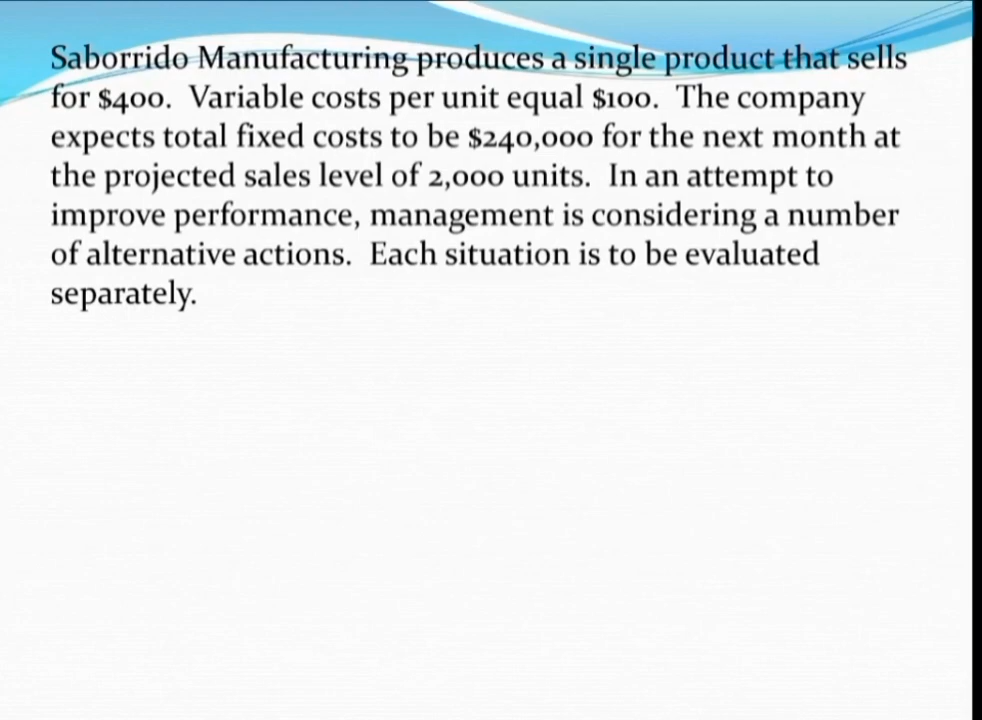 Saborrido Manufacturing produces a single product that sells
for $400.  Variable costs per unit equal $100.  The company
expects total fixed costs to be $240,000 for the next month at
the projected sales level of 2,000 units.  In an attempt to
improve performance, management is considering a number
of alternative actions.  Each situation is to be evaluated
separately.